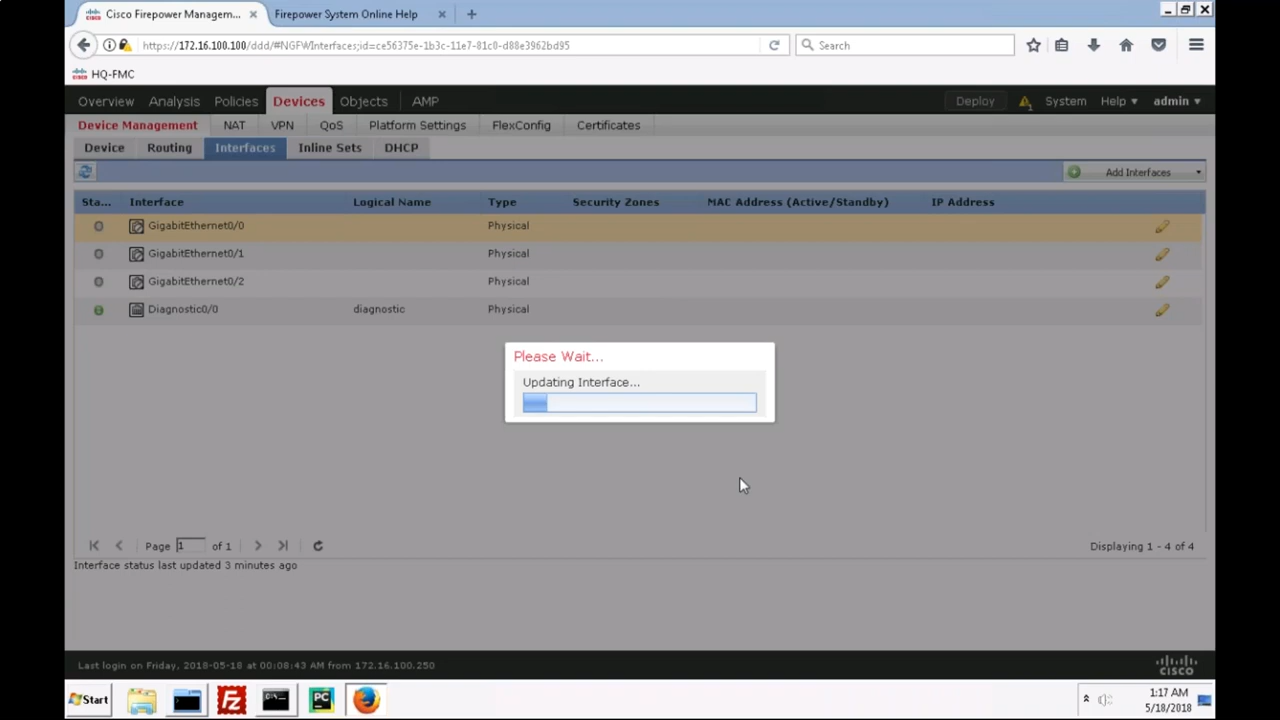 Cisco Firepower Managem...
Firepower System Online Help
https://172.16.100.100/ddd/#NGFWInterfaces;id=ce56375e-1b3c-11e7-81c0-d88e3962bd95
Search
HQ-FMC
Overview Analysis Policies Devices Objects AMP Deploy System Help admin
Device Management NAT VPN QoS Platform Settings FlexConfig Certificates
Device Routing Interfaces Inline Sets DHCP
Add Interfaces
Sta... Interface Logical Name Type Security Zones MAC Address (Active/Standby) IP Address
GigabitEthernet0/0 Physical
GigabitEthernet0/1 Physical
GigabitEthernet0/2 Physical
Diagnostic0/0 diagnostic Physical
Please Wait...
Updating Interface...
Page 1 of 1 Displaying 1 - 4 of 4
Interface status last updated 3 minutes ago
Last login on Friday, 2018-05-18 at 00:08:43 AM from 172.16.100.250
CISCO
Start
1:17 AM
5/18/2018